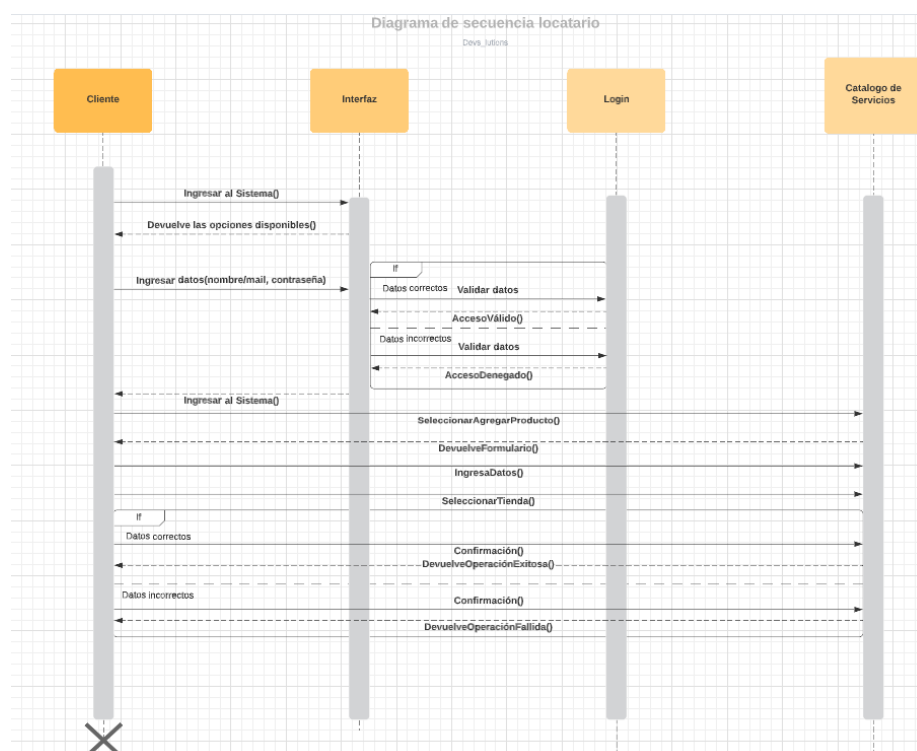 Diagrama de secuencia locatario
Devs_lutions
Cliente
Interfaz
Login
Catalogo de
Servicios
Ingresar al Sistema()
Devuelve las opciones disponibles()
If
Ingresar datos(nombre/mail, contraseña)
Datos correctos
Validar datos
AccesoVálido()
Datos incorrectos
Validar datos
AccesoDenegado()
Ingresar al Sistema()
SeleccionarAgregarProducto()
DevuelveFormulario()
IngresaDatos()
SeleccionarTienda()
If
Datos correctos
Confirmación()
DevuelveOperaciónExitosa()
Datos incorrectos
Confirmación()
DevuelveOperaciónFallida()